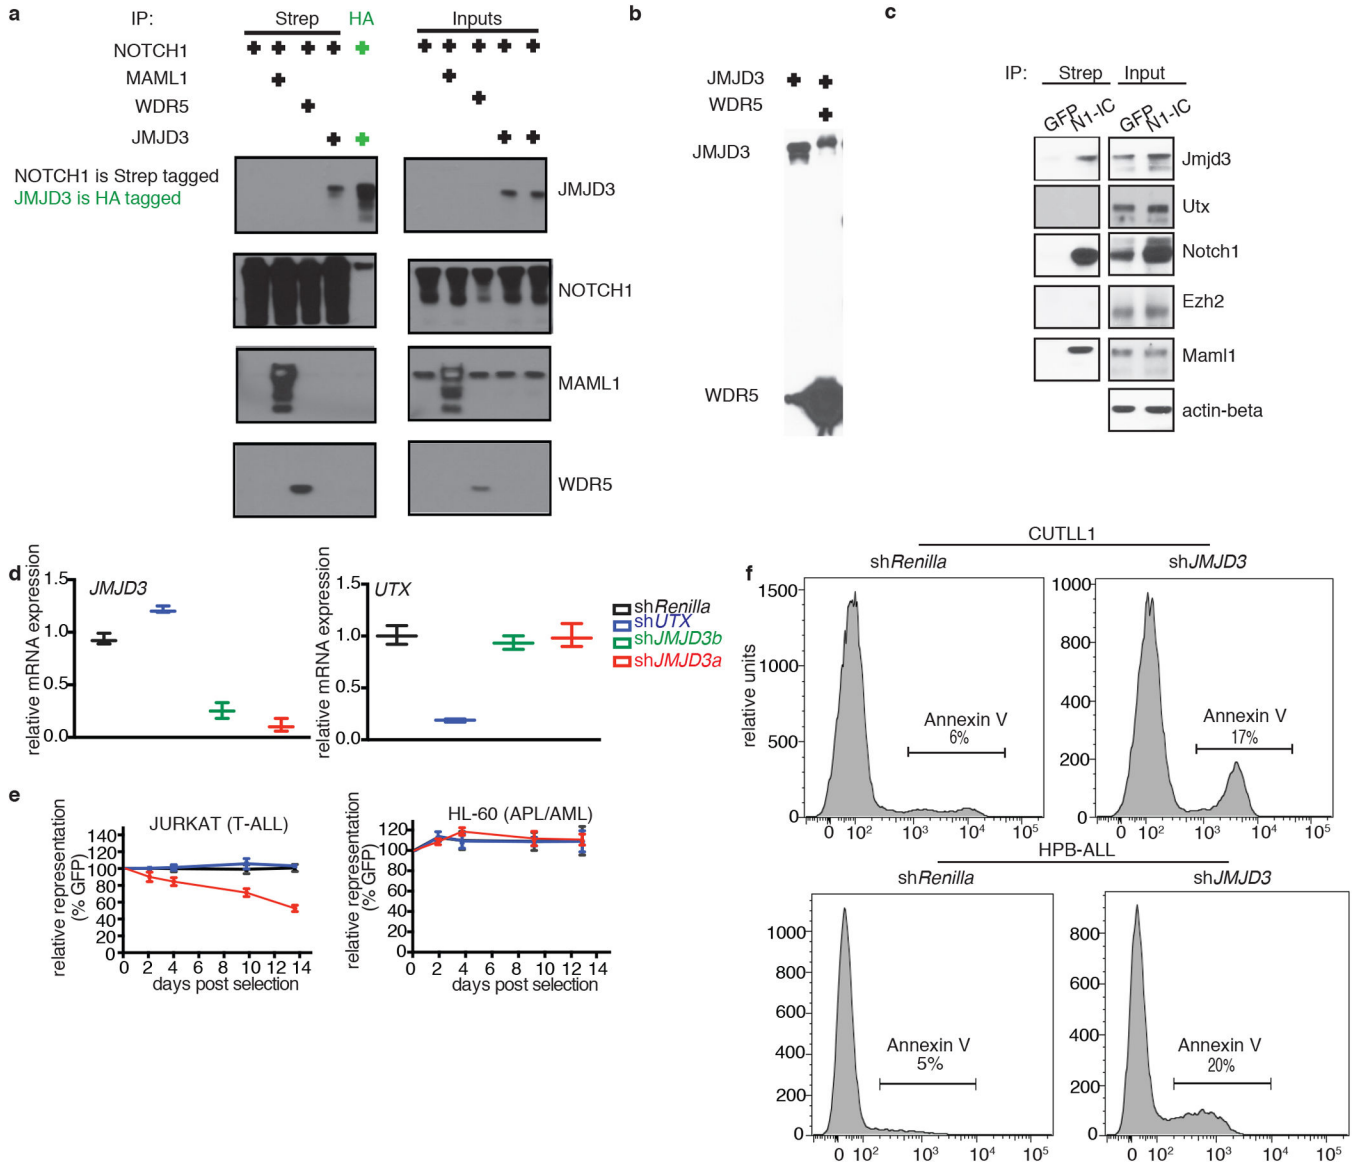 a
IP:
Strep
HA
Inputs
NOTCH1
MAML1
WDR5
JMJD3
NOTCH1 is Strep tagged
JMJD3 is HA tagged
JMJD3
NOTCH1
MAML1
WDR5
b
JMJD3
WDR5
JMJD3
WDR5
c
IP:
Strep
Input
GFP
N1-IC
GFP
N1-IC
Jmjd3
Utx
Notch1
Ezh2
Maml1
actin-beta
d
relative mRNA expression
JMJD3
1.5
1.0
0.5
0.0
relative mRNA expression
UTX
1.5
1.0
0.5
0.0
shRenilla
shUTX
shJMJD3b
shJMJD3a
e
relative representation
(% GFP)
JURKAT (T-ALL)
140
120
100
80
60
40
20
0
0 2 4 6 8 10 12 14
days post selection
relative representation
(% GFP)
HL-60 (APL/AML)
120
100
80
60
40
20
0
0 2 4 6 8 10 12 14
days post selection
f
CUTLL1
shRenilla
shJMJD3
relative units
1500
1000
500
0
Annexin V
6%
0 10² 10³ 10⁴ 10⁵
1000
800
400
200
0
Annexin V
17%
0 10² 10³ 10⁴ 10⁵
HPB-ALL
shRenilla
shJMJD3
1000
800
600
400
200
0
Annexin V
5%
0 10² 10³ 10⁴ 10⁵
800
600
400
200
0
Annexin V
20%
0 10² 10³ 10⁴ 10⁵